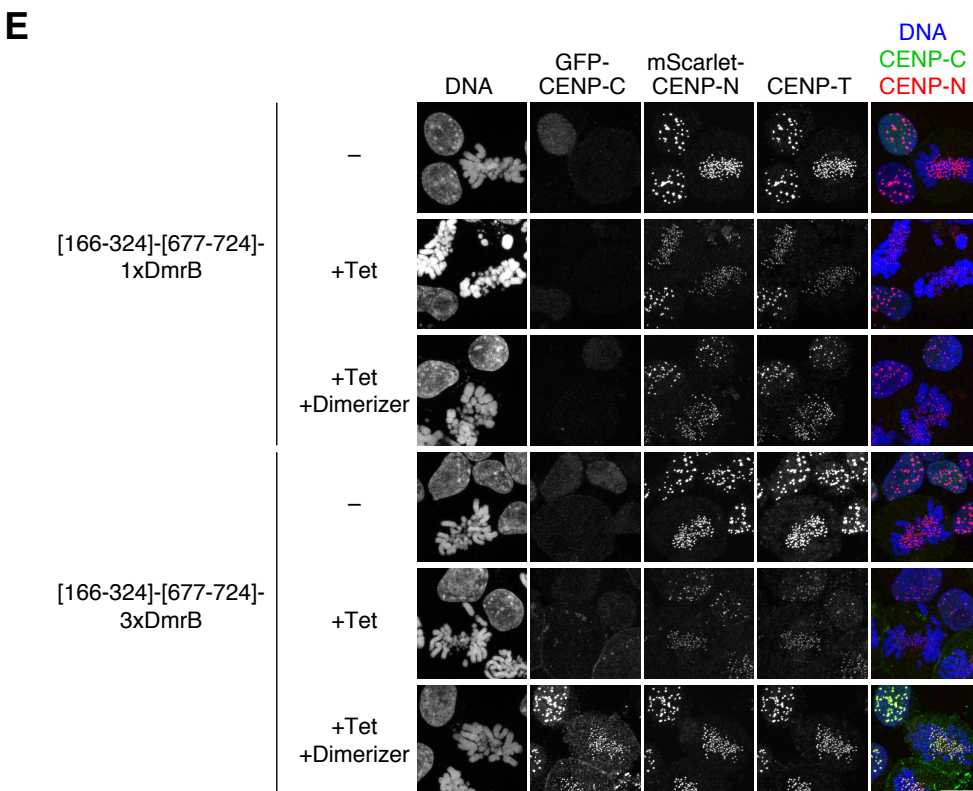 E
DNA
GFP-
CENP-C
mScarlet-
CENP-N
CENP-T
DNA
CENP-C
CENP-N
[166-324]-[677-724]-
1xDmrB
–
+Tet
+Tet
+Dimerizer
[166-324]-[677-724]-
3xDmrB
–
+Tet
+Tet
+Dimerizer